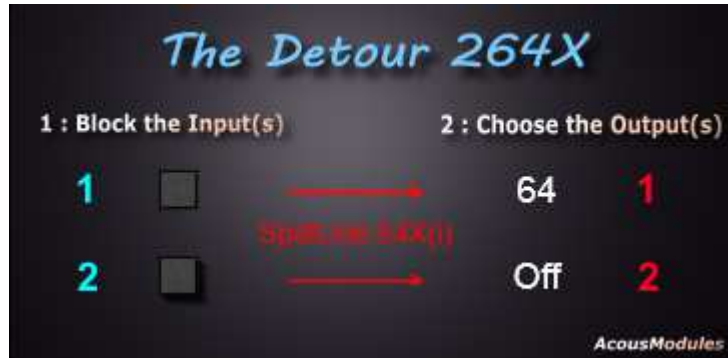 The Detour 264X
1 : Block the Input(s)
2 : Choose the Output(s)
1 64 1
2 Off 2
AcousModules